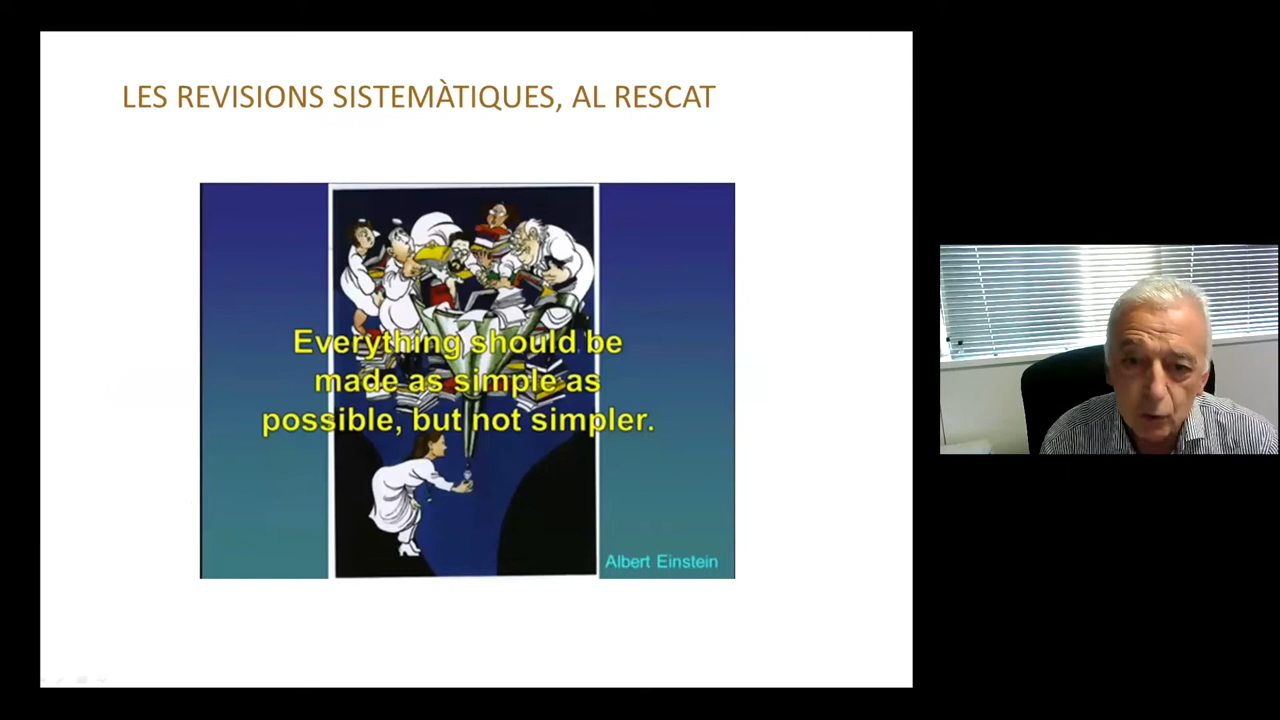 LES REVISIONS SISTEMÀTIQUES, AL RESCAT
Everything should be
made as simple as
possible, but not simpler.
Albert Einstein